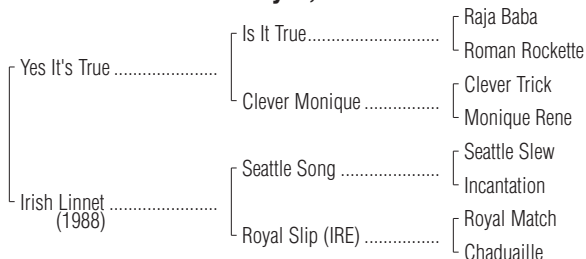 Raja Baba
Is It True
Roman Rockette
Yes It's True
Clever Trick
Clever Monique
Monique Rene
Seattle Slew
Seattle Song
Incantation
Irish Linnet
(1988)
Royal Match
Royal Slip (IRE)
Chaduaille